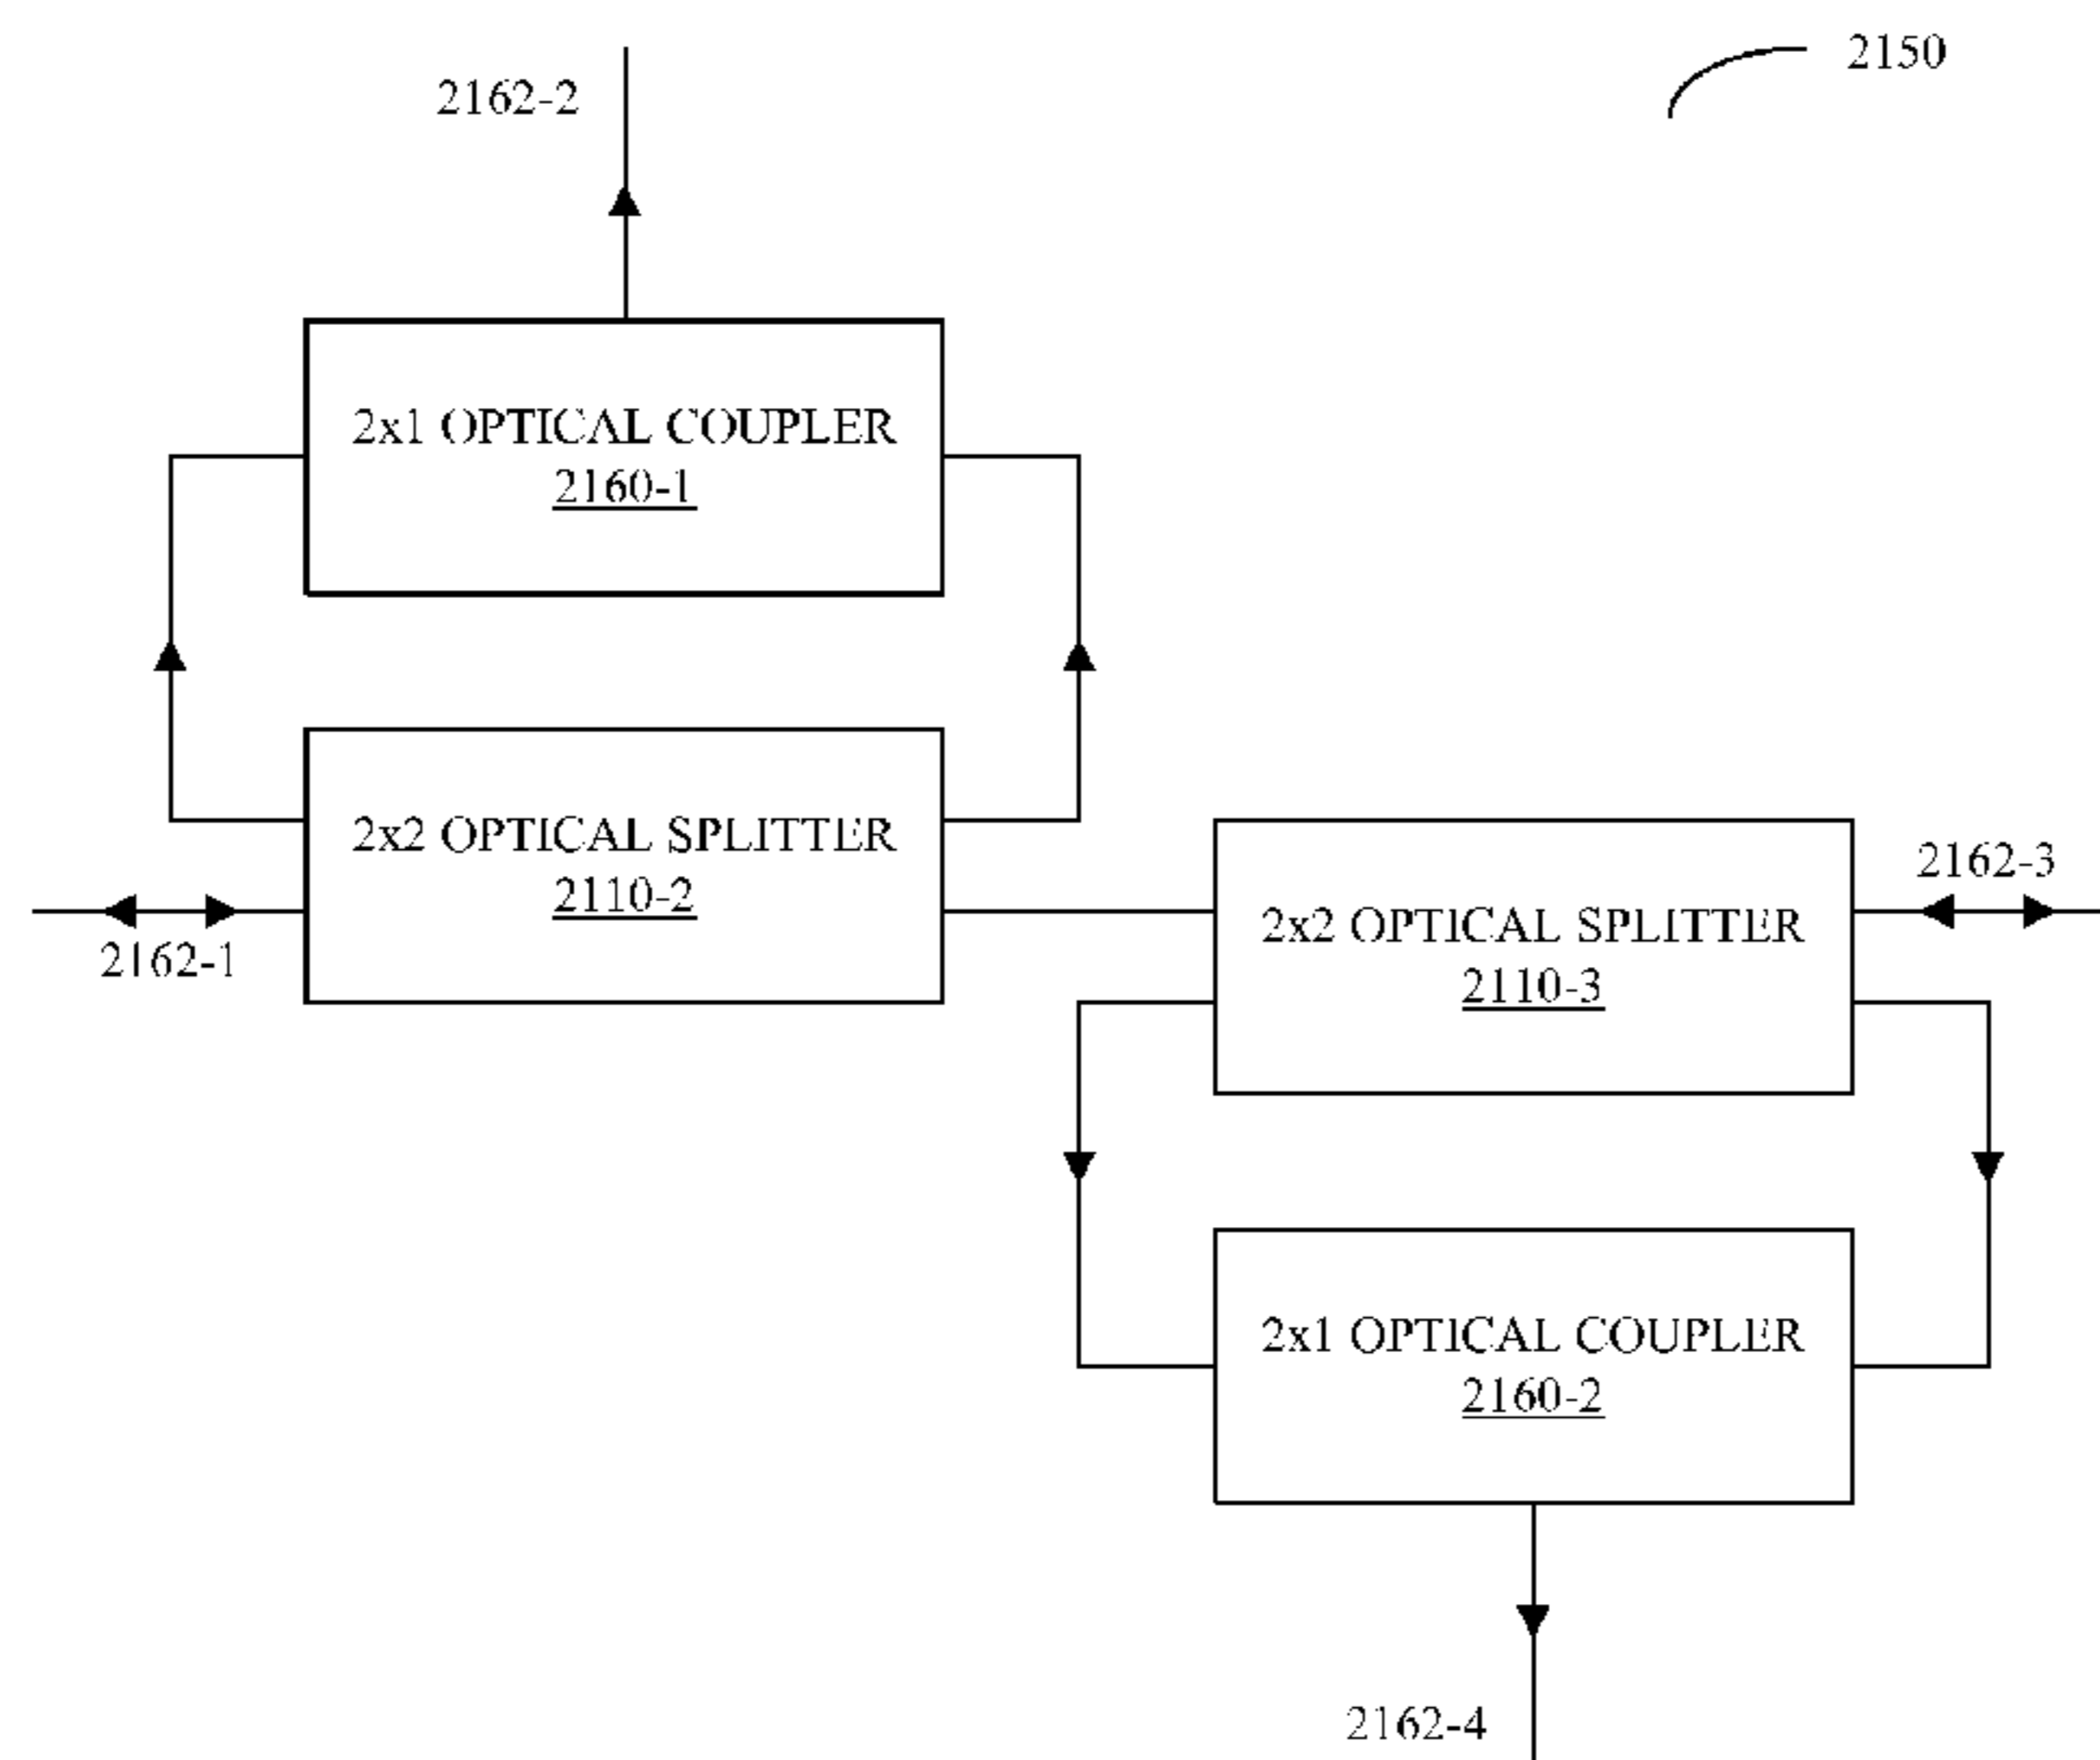 2150
2162-2
2x1 OPTICAL COUPLER
2160-1
2x2 OPTICAL SPLITTER
2110-2
2162-1
2162-3
2x2 OPTICAL SPLITTER
2110-3
2x1 OPTICAL COUPLER
2160-2
2162-4